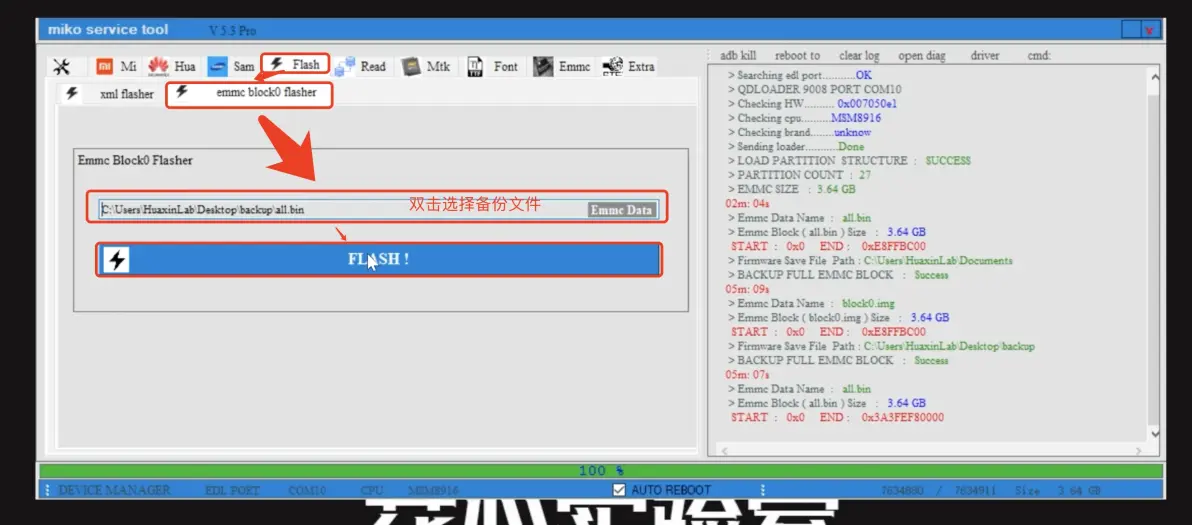 miko service tool V 5.3 Pro
Mi Hua Sam Flash Read Mtk Font Emmc Extra
xml flasher emmc block0 flasher
Emmc Block0 Flasher
C:\Users\HuaxinLab\Desktop\backup\all.bin 双击选择备份文件 Emmc Data
FLASH !
adb kill reboot to clear log open diag driver cmd:
> Searching edl port...........OK
> QDLOADER 9008 PORT COM10
> Checking HW.......... 0x007050e1
> Checking cpu.........MSM8916
> Checking brand........unknow
> Sending loader...........Done
> LOAD PARTITION STRUCTURE : SUCCESS
> PARTITION COUNT : 27
> EMMC SIZE : 3.64 GB
02m: 04s
> Emmc Data Name : all.bin
> Emmc Block ( all.bin ) Size : 3.64 GB
START : 0x0 END : 0xE8FFBC00
> Firmware Save File Path : C:\Users\HuaxinLab\Documents
> BACKUP FULL EMMC BLOCK : Success
05m: 09s
> Emmc Data Name : block0.img
> Emmc Block ( block0.img ) Size : 3.64 GB
START : 0x0 END : 0xE8FFBC00
> Firmware Save File Path : C:\Users\HuaxinLab\Desktop\backup
> BACKUP FULL EMMC BLOCK : Success
05m: 07s
> Emmc Data Name : all.bin
> Emmc Block ( all.bin ) Size : 3.64 GB
START : 0x0 END : 0x3A3FEF80000
100 %
DEVICE MANAGER EDL PORT COM10 CPU MSM8916 AUTO REBOOT 7634880 / 7634911 Size 3.64 GB